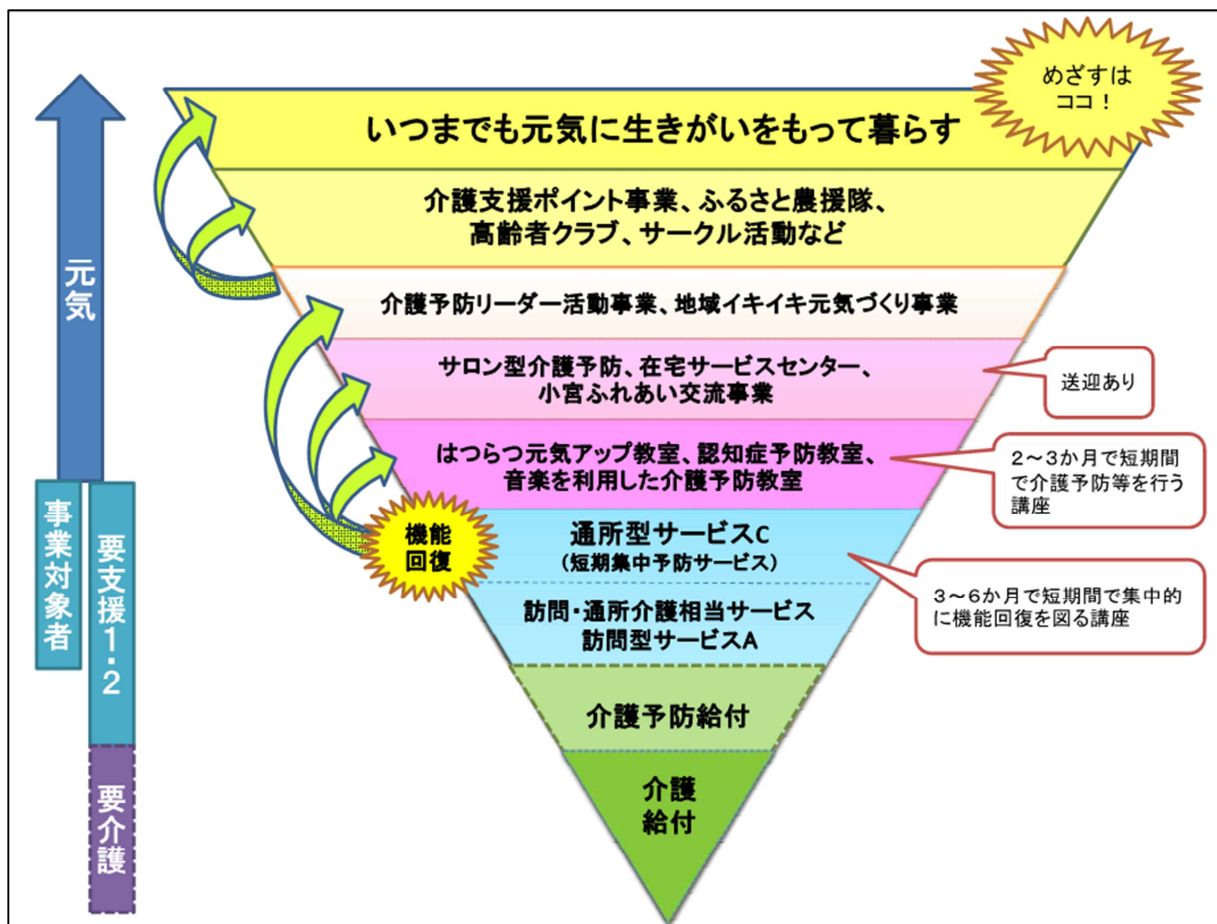 めざすは
ココ！
いつまでも元気に生きがいをもって暮らす
介護支援ポイント事業、ふるさと農援隊、
高齢者クラブ、サークル活動など
介護予防リーダー活動事業、地域イキイキ元気づくり事業
サロン型介護予防、在宅サービスセンター、
小宮ふれあい交流事業
送迎あり
はつらつ元気アップ教室、認知症予防教室、
音楽を利用した介護予防教室
２～３か月で短期間
で介護予防等を行う
講座
機能
回復
通所型サービスC
（短期集中予防サービス）
３～６か月で短期間で集中的
に機能回復を図る講座
訪問・通所介護相当サービス
訪問型サービスA
介護予防給付
介護
給付
元気
事業対象者
要支援１・２
要介護